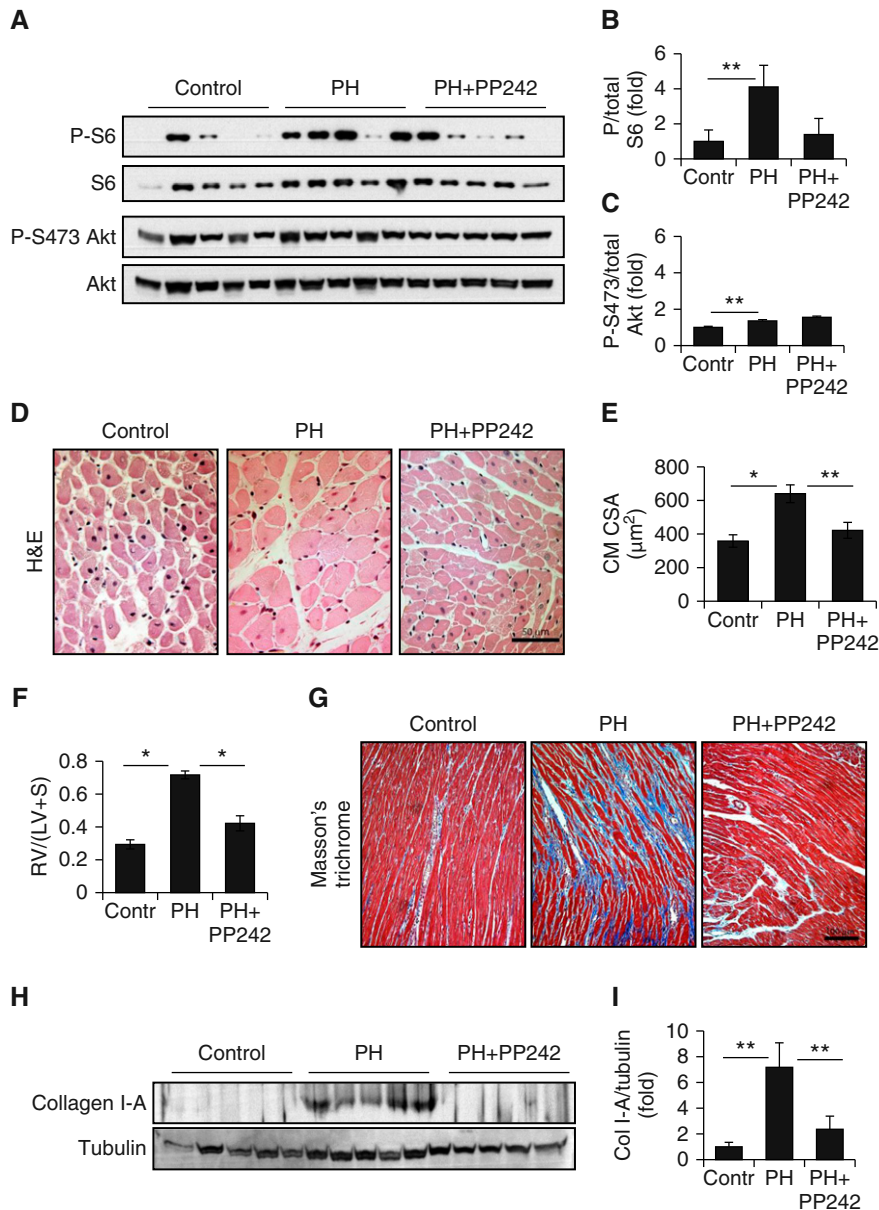 A
Control PH PH+PP242
P-S6
S6
P-S473 Akt
Akt
B
P/total
S6 (fold)
6
4
2
0
**
Contr PH PH+
PP242
C
P-S473/total
Akt (fold)
6
4
2
0
**
Contr PH PH+
PP242
D
Control PH PH+PP242
H&E
50 µm
E
CM CSA
(µm²)
800
600
400
200
0
* **
Contr PH PH+
PP242
F
RV/(LV+S)
0.8
0.6
0.4
0.2
0
* *
Contr PH PH+
PP242
G
Control PH PH+PP242
Masson's
trichrome
100 µm
H
Control PH PH+PP242
Collagen I-A
Tubulin
I
Col I-A/tubulin
(fold)
10
8
6
4
2
0
** **
Contr PH PH+
PP242